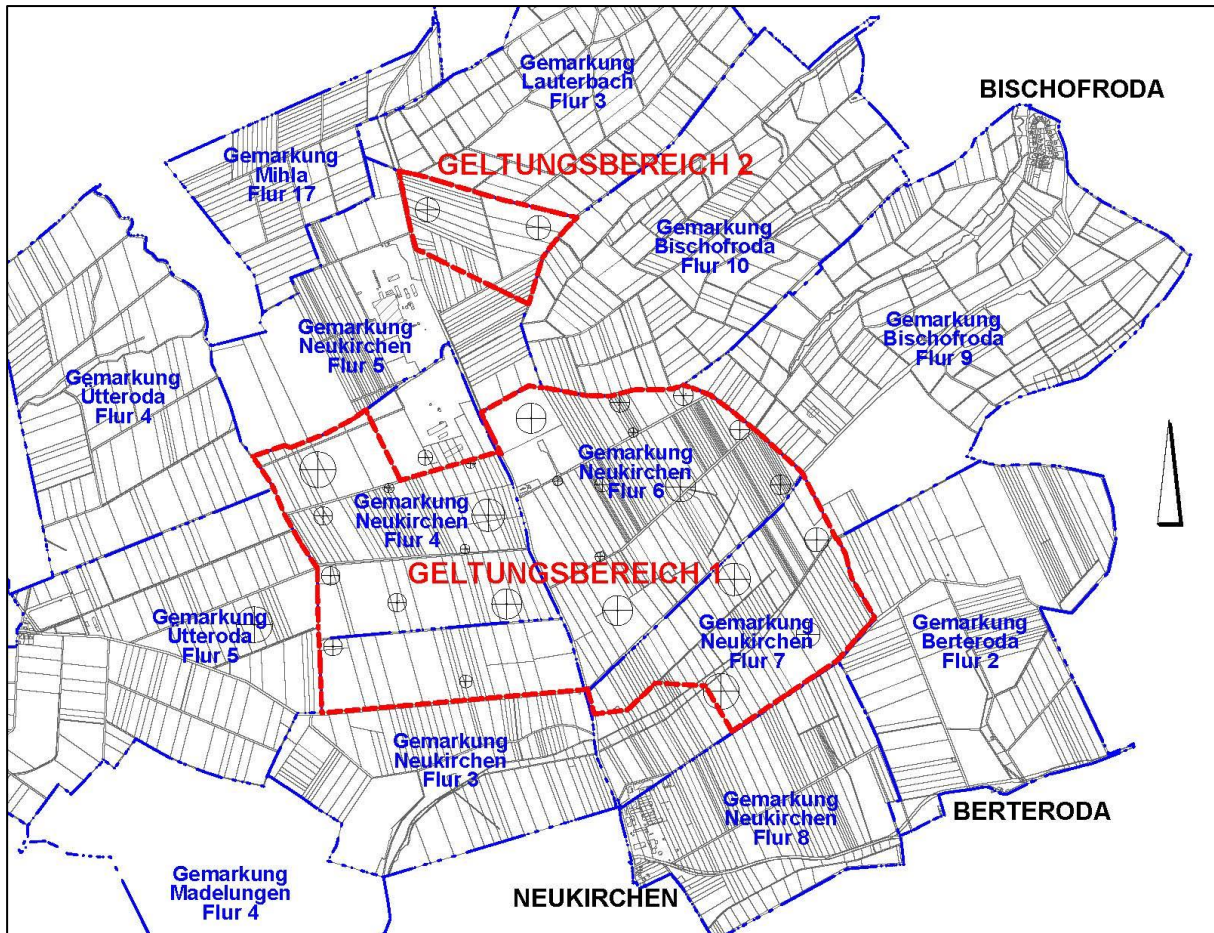 Gemarkung
Lauterbach
Flur 3
BISCHOFRODA
Gemarkung
Mihla
Flur 17
GELTUNGSBEREICH 2
Gemarkung
Bischofroda
Flur 10
Gemarkung
Bischofroda
Flur 9
Gemarkung
Neukirchen
Flur 5
Gemarkung
Ütteroda
Flur 4
Gemarkung
Neukirchen
Flur 6
Gemarkung
Neukirchen
Flur 4
GELTUNGSBEREICH 1
Gemarkung
Ütteroda
Flur 5
Gemarkung
Neukirchen
Flur 7
Gemarkung
Berteroda
Flur 2
Gemarkung
Neukirchen
Flur 3
Gemarkung
Neukirchen
Flur 8
BERTERODA
Gemarkung
Madelungen
Flur 4
NEUKIRCHEN